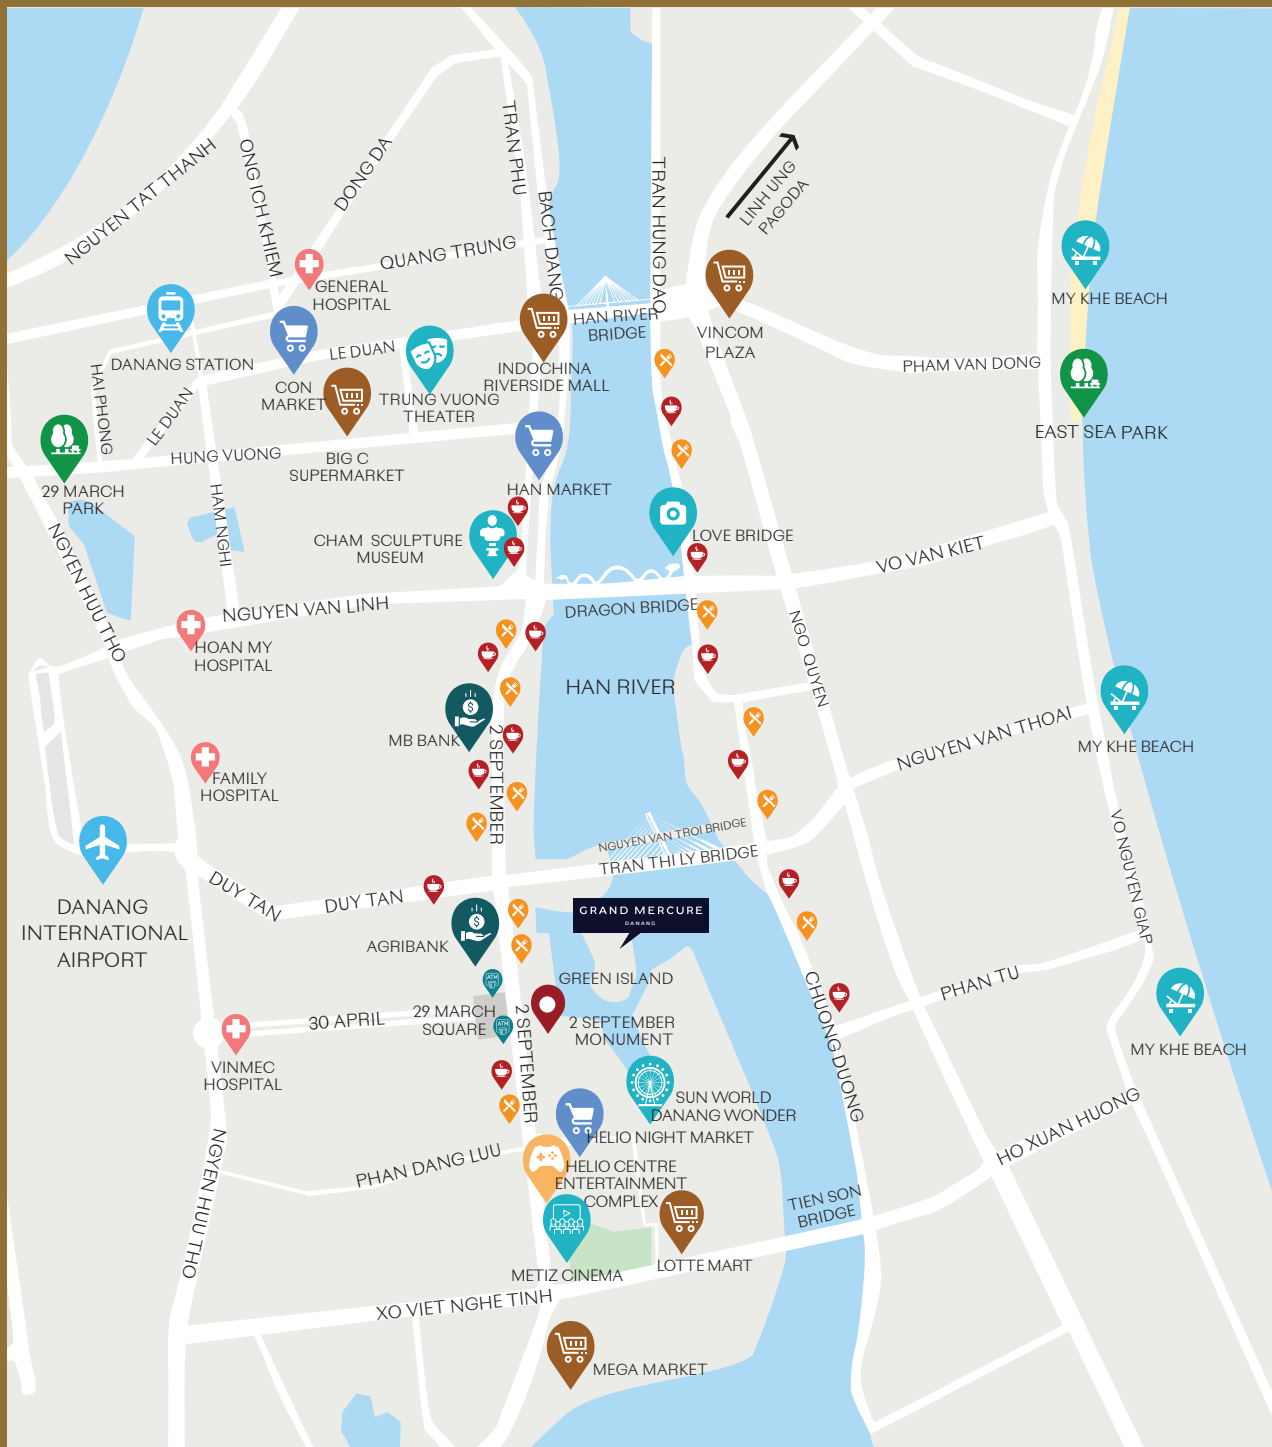 NGUYEN TAT THANH
ONG ICH KHIEM
DONG DA
TRAN PHU
BACH DANG
TRAN HUNG DAO
LINH UNG
PAGODA
QUANG TRUNG
GENERAL
HOSPITAL
MY KHE BEACH
DANANG STATION
LE DUAN
HAN RIVER
BRIDGE
VINCOM
PLAZA
PHAM VAN DONG
INDOCHINA
RIVERSIDE MALL
CON
MARKET
TRUNG VUONG
THEATER
HAI PHONG
LE DUAN
EAST SEA PARK
HUNG VUONG
BIG C
SUPERMARKET
29 MARCH
PARK
HAN MARKET
HAM NGHI
NGYEN HUU THO
CHAM SCULPTURE
MUSEUM
LOVE BRIDGE
VO VAN KIET
NGUYEN VAN LINH
DRAGON BRIDGE
HOAN MY
HOSPITAL
NGO QUYEN
HAN RIVER
NGUYEN VAN THOAI
MB BANK
2 SEPTEMBER
MY KHE BEACH
FAMILY
HOSPITAL
NGUYEN VAN TROI BRIDGE
TRAN THI LY BRIDGE
VO NGUYEN GIAP
DUY TAN
DUY TAN
DANANG
INTERNATIONAL
AIRPORT
GRAND MERCURE
DANANG
AGRIBANK
GREEN ISLAND
PHAN TU
CHUONG DUONG
ATM
29 MARCH
SQUARE
ATM
30 APRIL
2 SEPTEMBER
2 SEPTEMBER
MONUMENT
MY KHE BEACH
VINMEC
HOSPITAL
SUN WORLD
DANANG WONDER
HELIO NIGHT MARKET
HO XUAN HUONG
PHAN DANG LUU
HELIO CENTRE
ENTERTAINMENT
COMPLEX
NGYEN HUU THO
TIEN SON
BRIDGE
LOTTE MART
METIZ CINEMA
XO VIET NGHE TINH
MEGA MARKET